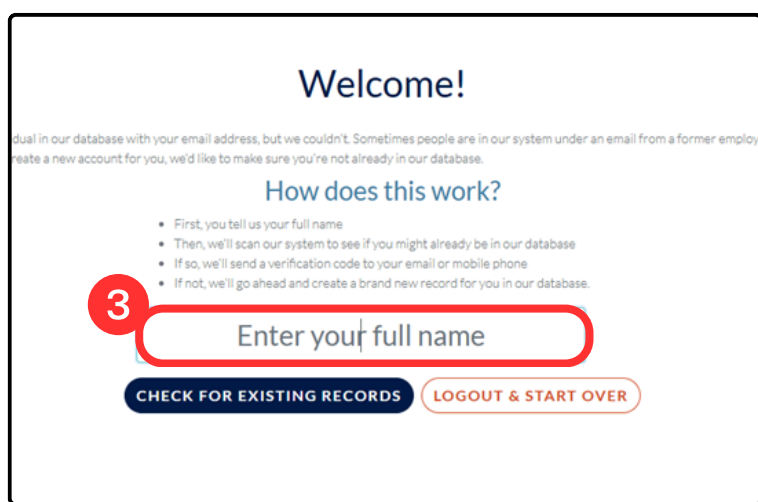 Welcome!
dual in our database with your email address, but we couldn't. Sometimes people are in our system under an email from a former employ
reate a new account for you, we'd like to make sure you're not already in our database.
How does this work?
• First, you tell us your full name
• Then, we'll scan our system to see if you might already be in our database
• If so, we'll send a verification code to your email or mobile phone
• If not, we'll go ahead and create a brand new record for you in our database.
3
Enter your full name
CHECK FOR EXISTING RECORDS LOGOUT & START OVER